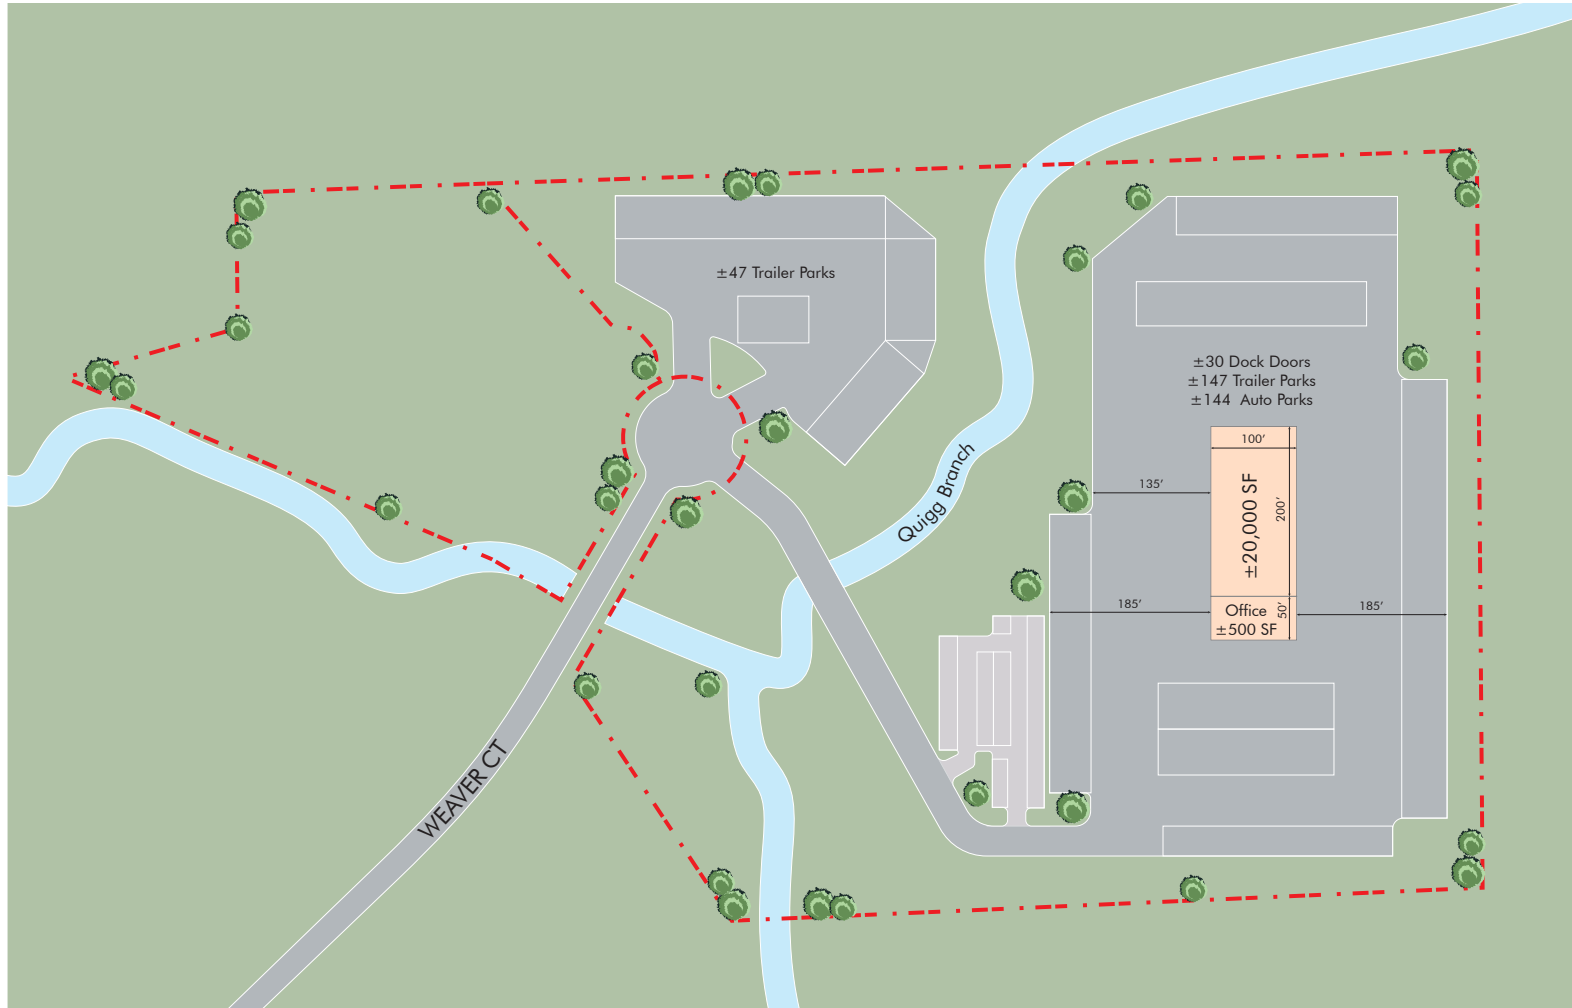 ±47 Trailer Parks
±30 Dock Doors
±147 Trailer Parks
±144 Auto Parks
100’
135’
±20,000 SF
200’
Quigg Branch
185’
Office
±500 SF
50’
185’
WEAVER CT